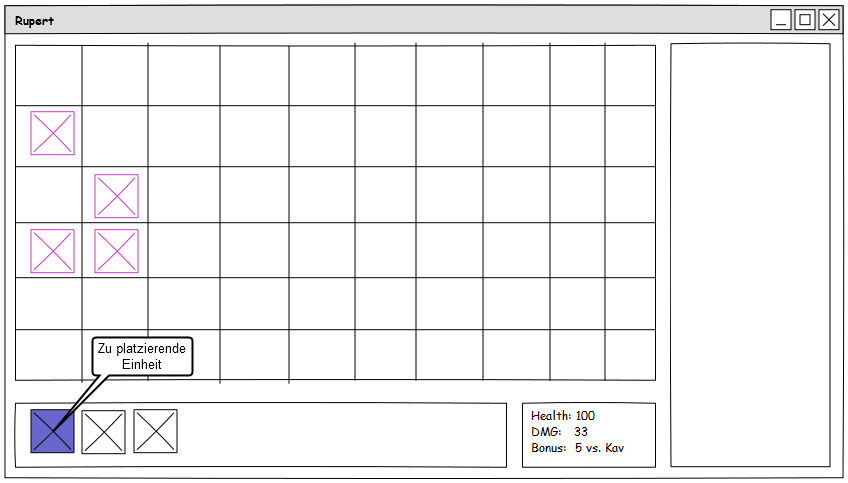 Rupert
Zu platzierende
Einheit
Health: 100
DMG: 33
Bonus: 5 vs. Kav